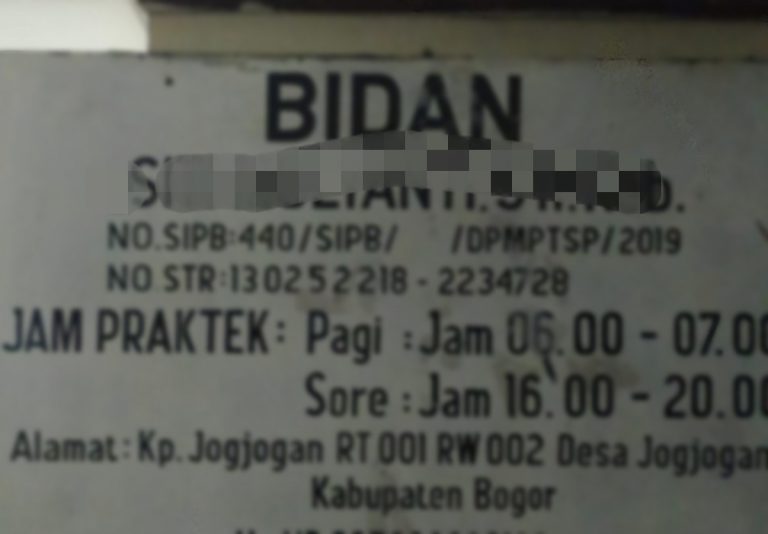 BIDAN
NO.SIPB:440/SIPB/ /DPMPTSP/2019
NO STR:130252218-2234728
JAM PRAKTEK: Pagi : Jam 06.00 - 07.00
Sore : Jam 16.00 - 20.00
Alamat: Kp. Jogjogan RT 001 RW 002 Desa Jogjogan
Kabupaten Bogor